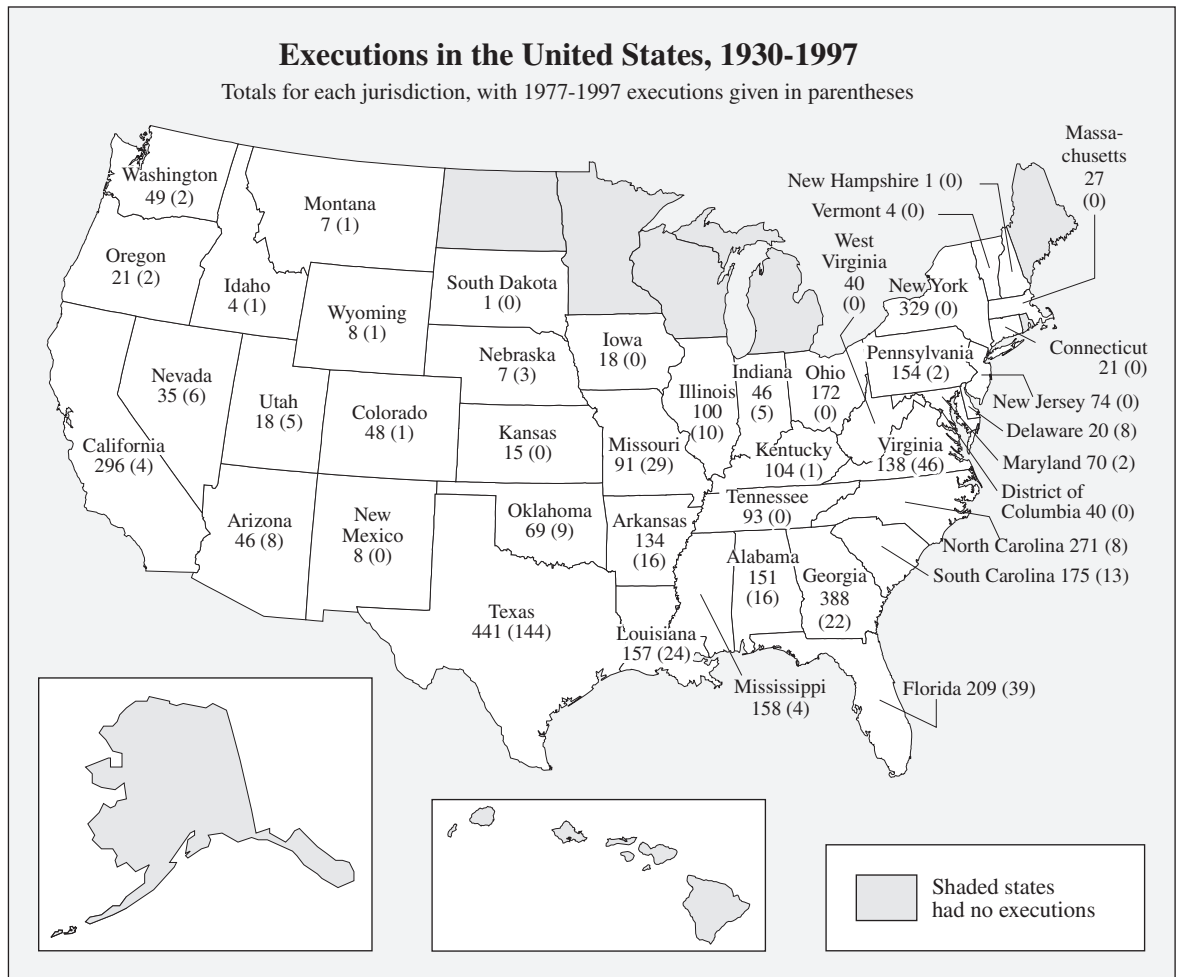 Executions in the United States, 1930-1997
Totals for each jurisdiction, with 1977-1997 executions given in parentheses
Washington
49 (2)
Oregon
21 (2)
Idaho
4 (1)
Montana
7 (1)
Wyoming
8 (1)
South Dakota
1 (0)
Nebraska
7 (3)
Iowa
18 (0)
Nevada
35 (6)
Utah
18 (5)
Colorado
48 (1)
Kansas
15 (0)
California
296 (4)
Arizona
46 (8)
New
Mexico
8 (0)
Oklahoma
69 (9)
Texas
441 (144)
Missouri
91 (29)
Arkansas
134
(16)
Louisiana
157 (24)
Illinois
100
(10)
Indiana
46
(5)
Ohio
172
(0)
Kentucky
104 (1)
Tennessee
93 (0)
Alabama
151
(16)
Georgia
388
(22)
Mississippi
158 (4)
Florida 209 (39)
Massa-
chusetts
27
(0)
New Hampshire 1 (0)
Vermont 4 (0)
West
Virginia
40
(0)
New York
329 (0)
Pennsylvania
154 (2)
Connecticut
21 (0)
New Jersey 74 (0)
Delaware 20 (8)
Maryland 70 (2)
Virginia
138 (46)
District of
Columbia 40 (0)
North Carolina 271 (8)
South Carolina 175 (13)
Shaded states
had no executions